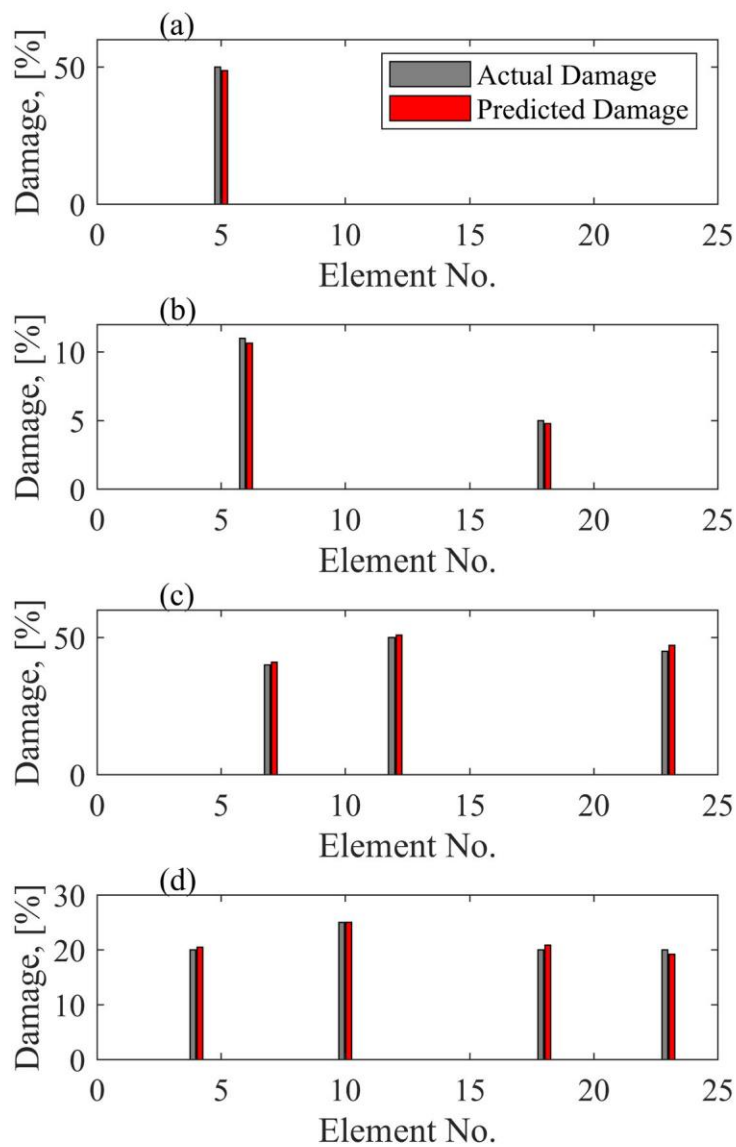 (a)
Damage, [%]
50
0
Actual Damage
Predicted Damage
0 5 10 15 20 25
Element No.
(b)
Damage, [%]
10
5
0
0 5 10 15 20 25
Element No.
(c)
Damage, [%]
50
0
0 5 10 15 20 25
Element No.
(d)
Damage, [%]
30
20
10
0
0 5 10 15 20 25
Element No.